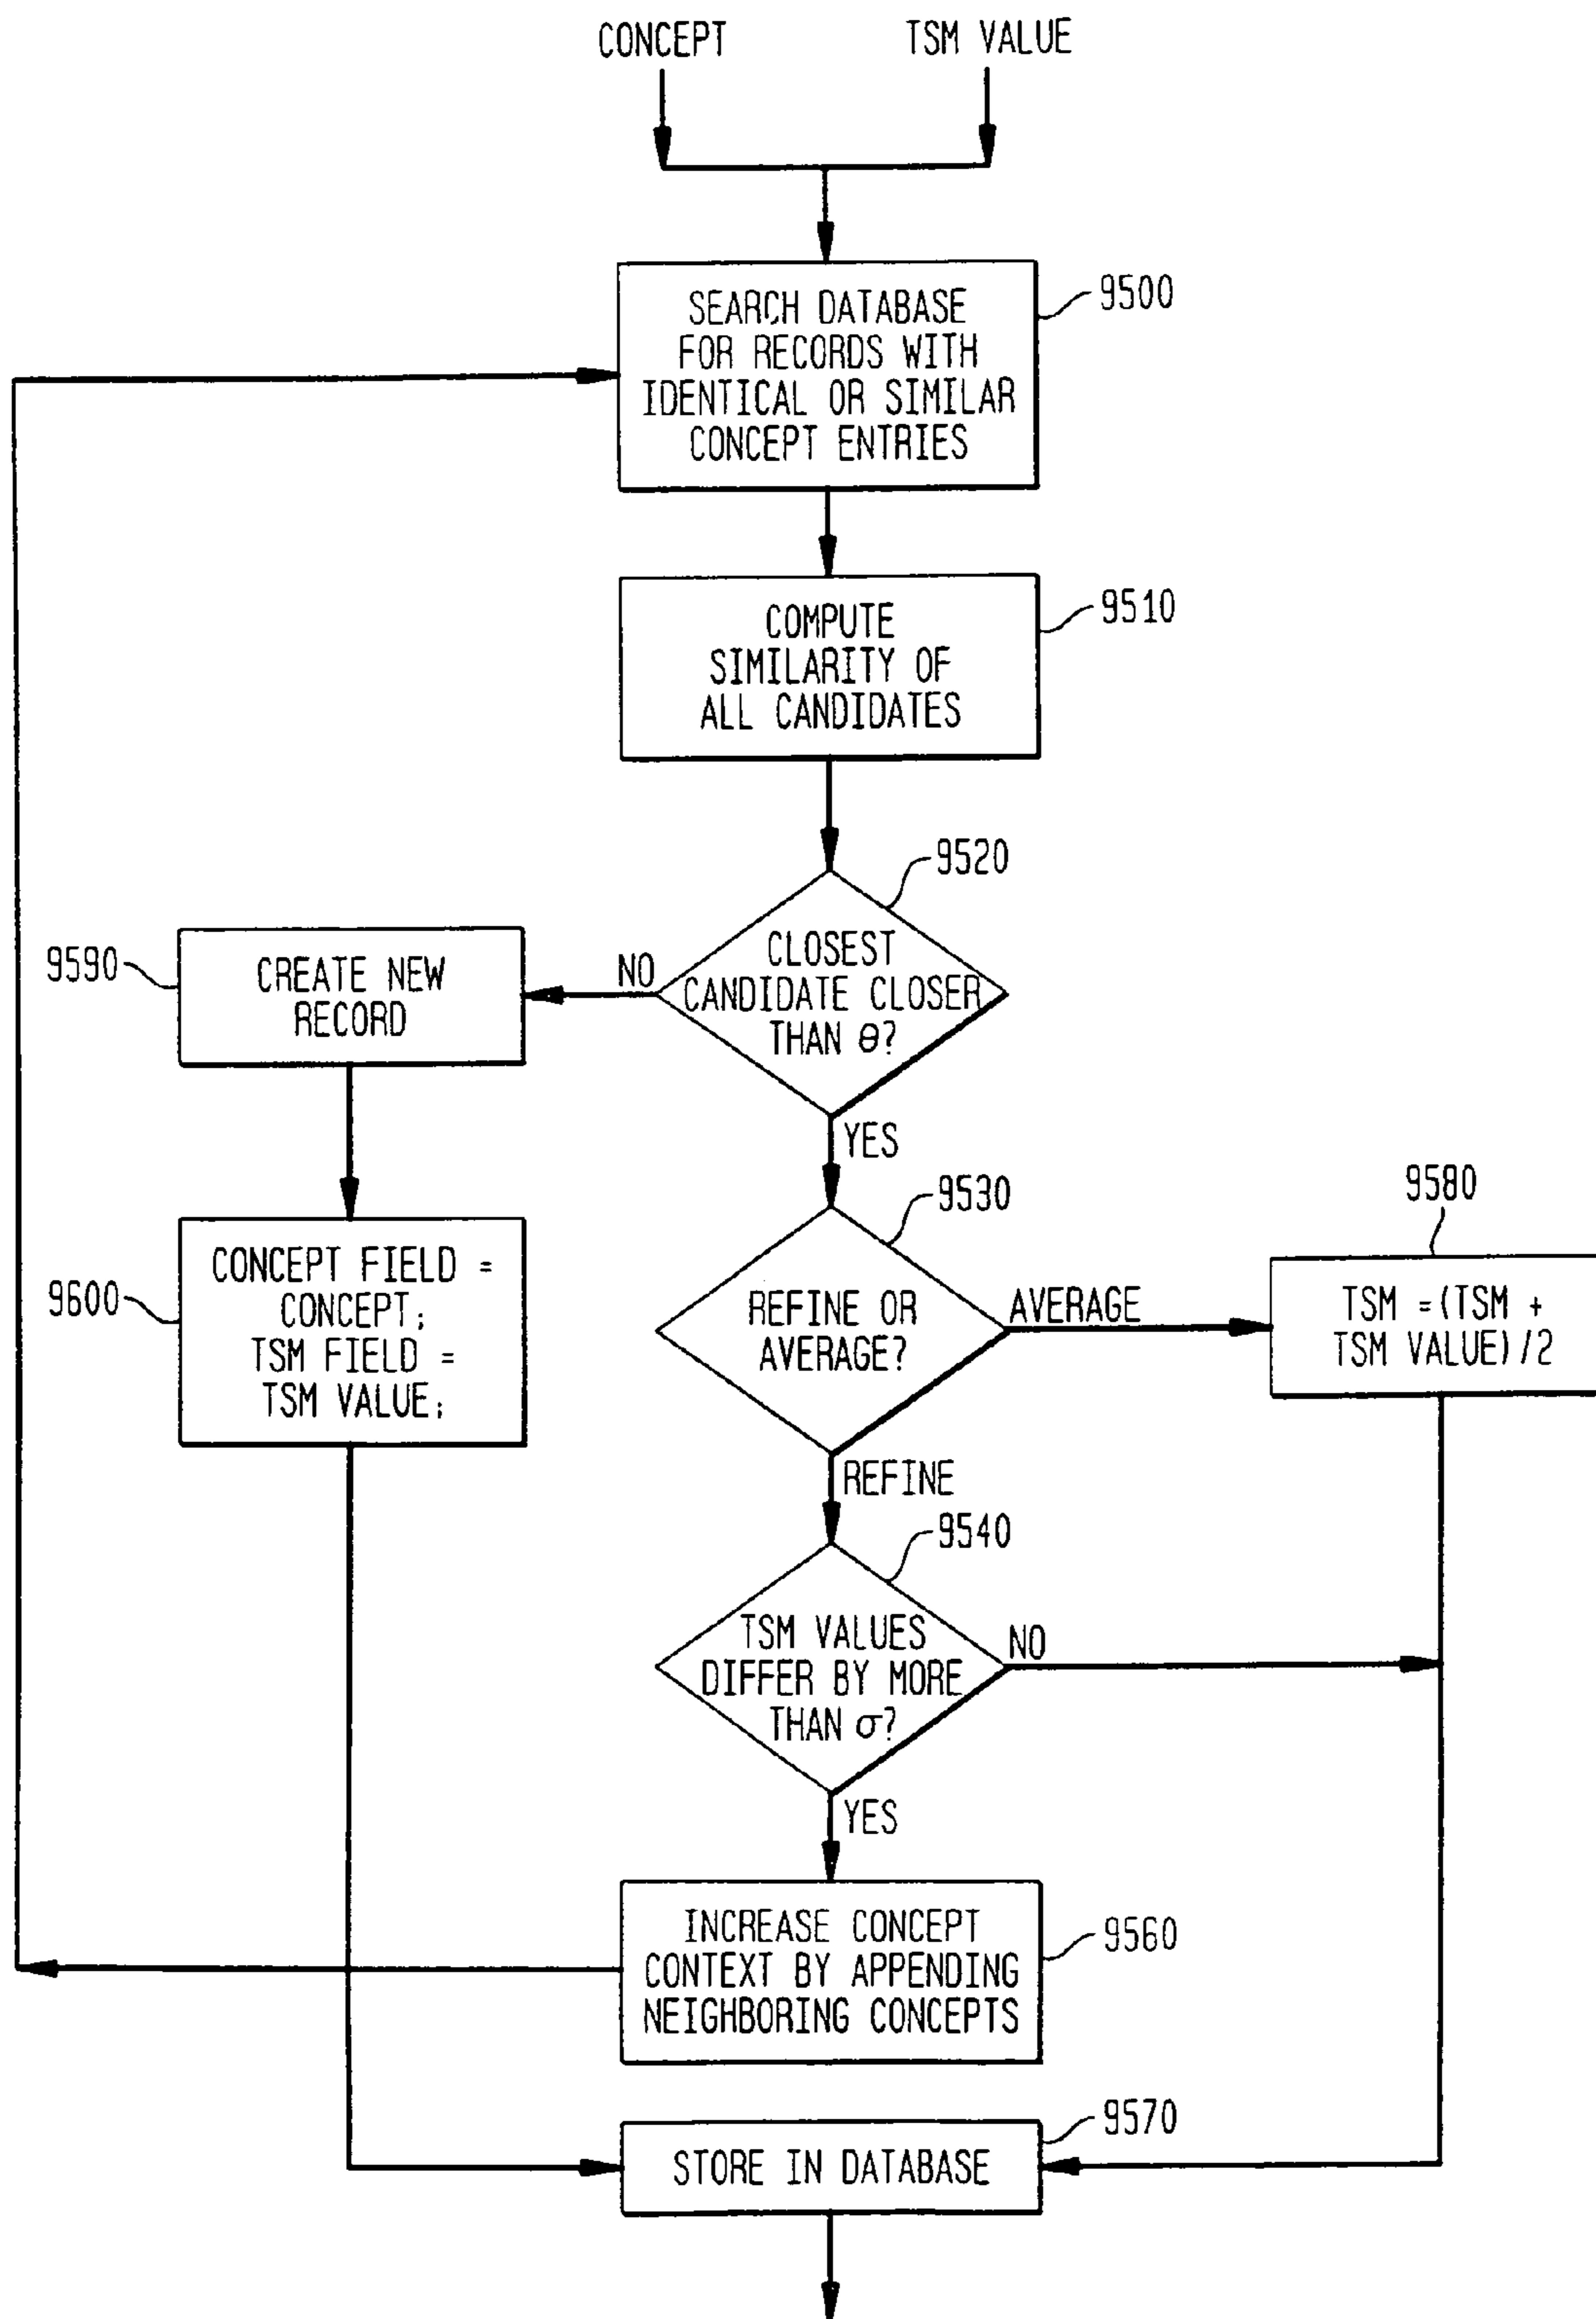 CONCEPT
TSM VALUE
SEARCH DATABASE
FOR RECORDS WITH
IDENTICAL OR SIMILAR
CONCEPT ENTRIES
9500
COMPUTE
SIMILARITY OF
ALL CANDIDATES
9510
CLOSEST
CANDIDATE CLOSER
THAN θ?
9520
NO
CREATE NEW
RECORD
9590
YES
CONCEPT FIELD =
CONCEPT;
TSM FIELD =
TSM VALUE;
9600
REFINE OR
AVERAGE?
9530
AVERAGE
TSM =(TSM +
TSM VALUE)/2
9580
REFINE
TSM VALUES
DIFFER BY MORE
THAN σ?
9540
NO
YES
INCREASE CONCEPT
CONTEXT BY APPENDING
NEIGHBORING CONCEPTS
9560
STORE IN DATABASE
9570